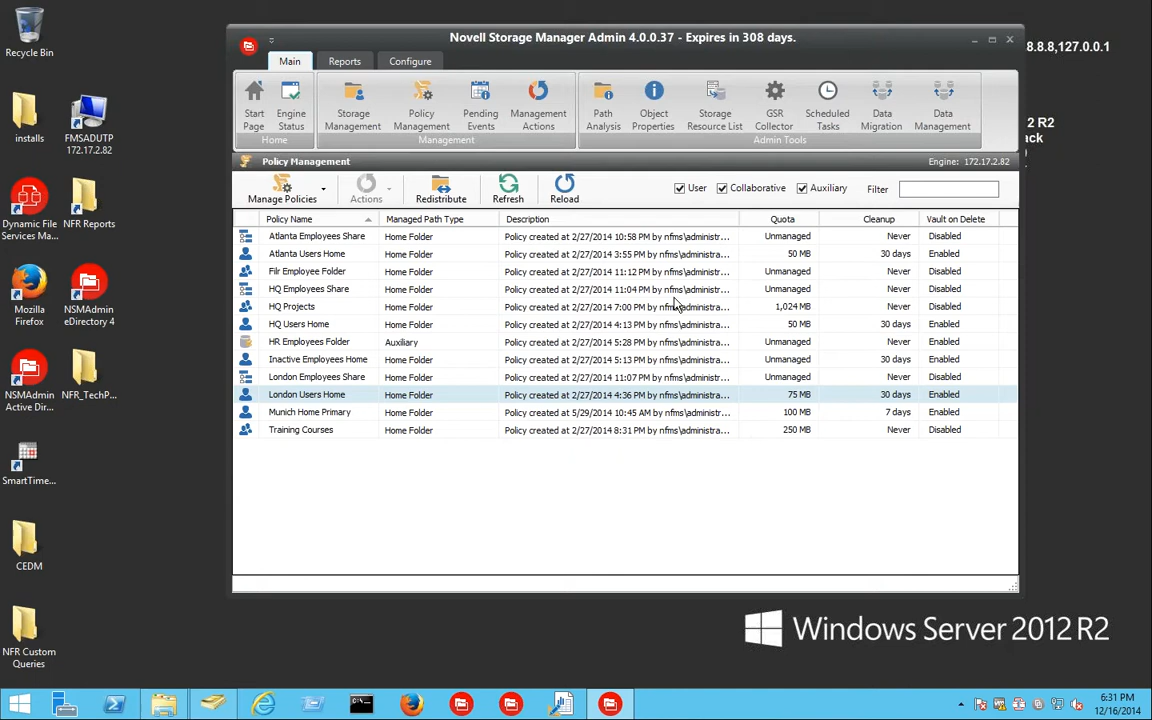 Recycle Bin
installs
FMSADUTP
172.17.2.82
Dynamic File
Services Ma...
NFR Reports
Mozilla
Firefox
NSMAdmin
eDirectory 4
NSMAdmin
Active Dir...
NFR_TechP...
SmartTime...
CEDM
NFR Custom
Queries
8.8.8,127.0.0.1
2 R2
ack
Novell Storage Manager Admin 4.0.0.37 - Expires in 308 days.
Main Reports Configure
Start Page
Engine Status
Storage Management
Policy Management
Pending Events
Management Actions
Path Analysis
Object Properties
Storage Resource List
GSR Collector
Scheduled Tasks
Data Migration
Data Management
Home Management Admin Tools
Policy Management Engine: 172.17.2.82
Manage Policies Actions Redistribute Refresh Reload User Collaborative Auxiliary Filter
Policy Name Managed Path Type Description Quota Cleanup Vault on Delete
Atlanta Employees Share Home Folder Policy created at 2/27/2014 10:58 PM by nfms\administr... Unmanaged Never Disabled
Atlanta Users Home Home Folder Policy created at 2/27/2014 3:55 PM by nfms\administra... 50 MB 30 days Enabled
Filr Employee Folder Home Folder Policy created at 2/27/2014 11:12 PM by nfms\administr... Unmanaged Never Disabled
HQ Employees Share Home Folder Policy created at 2/27/2014 11:04 PM by nfms\administr... Unmanaged Never Disabled
HQ Projects Home Folder Policy created at 2/27/2014 7:00 PM by nfms\administra... 1,024 MB Never Enabled
HQ Users Home Home Folder Policy created at 2/27/2014 4:13 PM by nfms\administra... 50 MB 30 days Enabled
HR Employees Folder Auxiliary Policy created at 2/27/2014 5:28 PM by nfms\administra... Unmanaged Never Enabled
Inactive Employees Home Home Folder Policy created at 2/27/2014 5:13 PM by nfms\administra... Unmanaged 30 days Enabled
London Employees Share Home Folder Policy created at 2/27/2014 11:07 PM by nfms\administr... Unmanaged Never Disabled
London Users Home Home Folder Policy created at 2/27/2014 4:36 PM by nfms\administra... 75 MB 30 days Enabled
Munich Home Primary Home Folder Policy created at 5/29/2014 10:45 AM by nfms\administr... 100 MB 7 days Enabled
Training Courses Home Folder Policy created at 2/27/2014 8:31 PM by nfms\administra... 250 MB Never Disabled
Windows Server 2012 R2
6:31 PM
12/16/2014